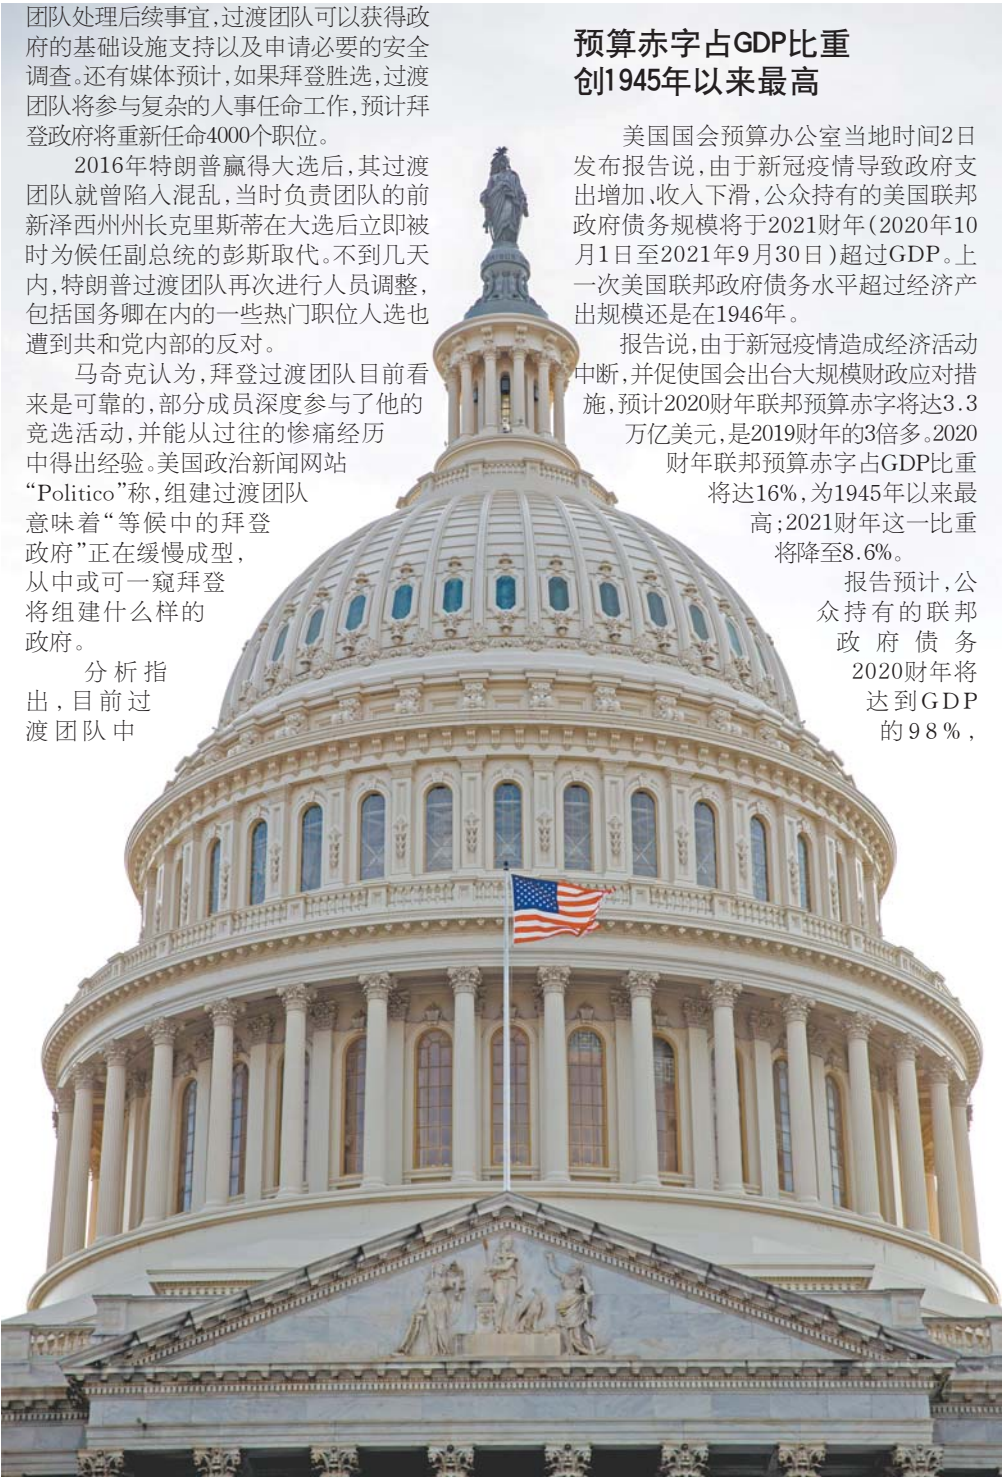 团队处理后续事宜，过渡团队可以获得政
府的基础设施支持以及申请必要的安全
调查。还有媒体预计，如果拜登胜选，过渡
团队将参与复杂的人事任命工作，预计拜
登政府将重新任命4000个职位。
2016年特朗普赢得大选后，其过渡
团队就曾陷入混乱，当时负责团队的前
新泽西州州长克里斯蒂在大选后立即被
时为候任副总统的彭斯取代。不到几天
内，特朗普过渡团队再次进行人员调整，
包括国务卿在内的一些热门职位人选也
遭到共和党内部的反对。
马奇克认为，拜登过渡团队目前看
来是可靠的，部分成员深度参与了他的
竞选活动，并能从过往的惨痛经历
中得出经验。美国政治新闻网站
“Politico”称，组建过渡团队
意味着“等候中的拜登
政府”正在缓慢成型，
从中或可一窥拜登
将组建什么样的
政府。
分析指
出，目前过
渡团队中
预算赤字占GDP比重
创1945年以来最高
美国国会预算办公室当地时间2日
发布报告说，由于新冠疫情导致政府支
出增加、收入下滑，公众持有的美国联邦
政府债务规模将于2021财年（2020年10
月1日至2021年9月30日）超过GDP。上
一次美国联邦政府债务水平超过经济产
出规模还是在1946年。
报告说，由于新冠疫情造成经济活动
中断，并促使国会出台大规模财政应对措
施，预计2020财年联邦预算赤字将达3.3
万亿美元，是2019财年的3倍多。2020
财年联邦预算赤字占GDP比重
将达16%，为1945年以来最
高；2021财年这一比重
将降至8.6%。
报告预计，公
众持有的联邦
政府债务
2020财年将
达到GDP
的98%，